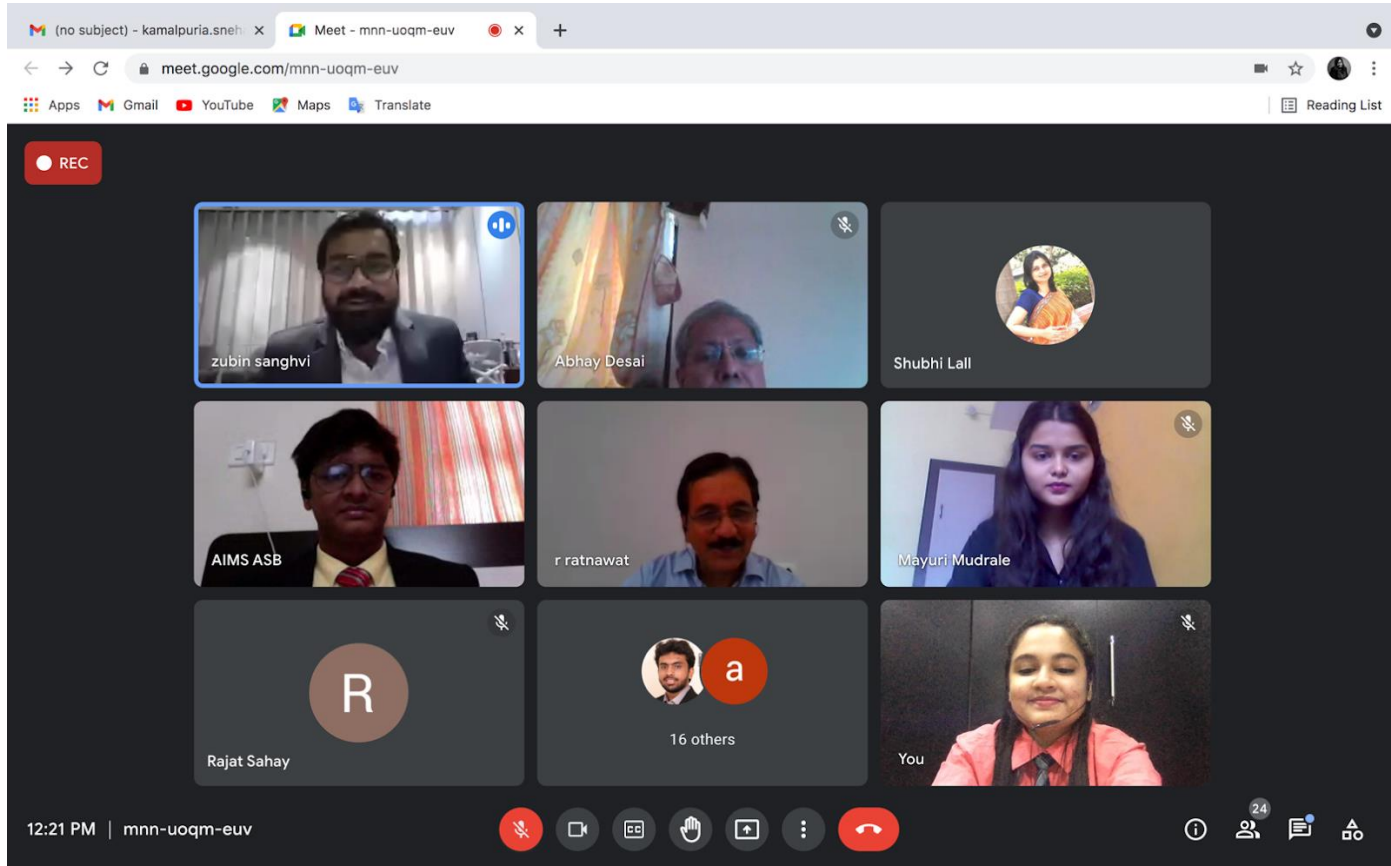 (no subject) - kamalpuria.sneh
Meet - mnn-uoqm-euv
meet.google.com/mnn-uoqm-euv
Apps Gmail YouTube Maps Translate Reading List
REC
zubin sanghvi
Abhay Desai
Shubhi Lall
AIMS ASB
r ratnawat
Mayuri Mudrale
R
Rajat Sahay
a
16 others
You
12:21 PM | mnn-uoqm-euv
CC
24